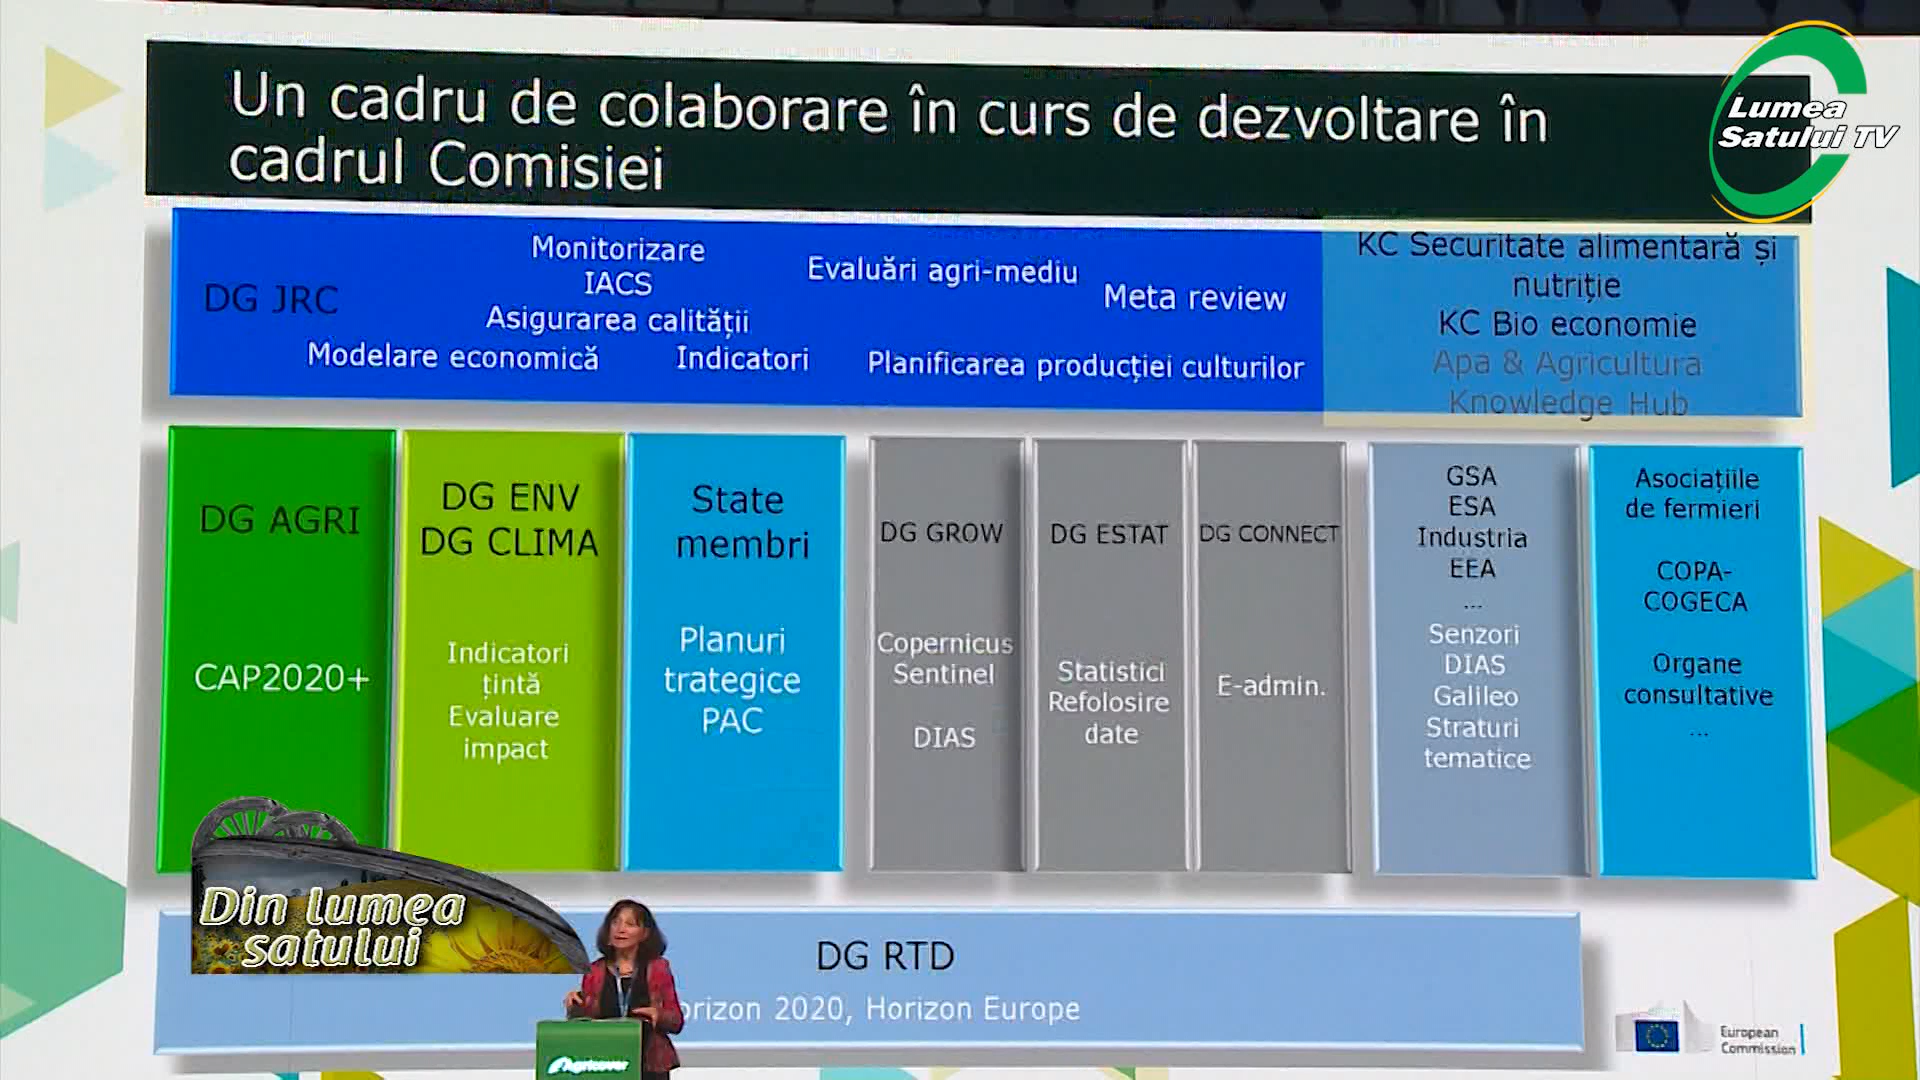 Un cadru de colaborare în curs de dezvoltare în
cadrul Comisiei
Lumea
Satului TV
DG JRC
Monitorizare
IACS
Asigurarea calității
Modelare economică
Indicatori
Evaluări agri-mediu
Meta review
Planificarea producției culturilor
KC Securitate alimentară și
nutriție
KC Bio economie
Apa & Agricultura
Knowledge Hub
DG AGRI
CAP2020+
DG ENV
DG CLIMA
Indicatori
țintă
Evaluare
impact
State
membri
Planuri
trategice
PAC
DG GROW
Copernicus
Sentinel
DIAS
DG ESTAT
Statistici
Refolosire
date
DG CONNECT
E-admin.
GSA
ESA
Industria
EEA
...
Senzori
DIAS
Galileo
Straturi
tematice
Asociațiile
de fermieri
COPA-
COGECA
Organe
consultative
...
Din lumea
satului
DG RTD
orizon 2020, Horizon Europe
Agricover
European
Commission